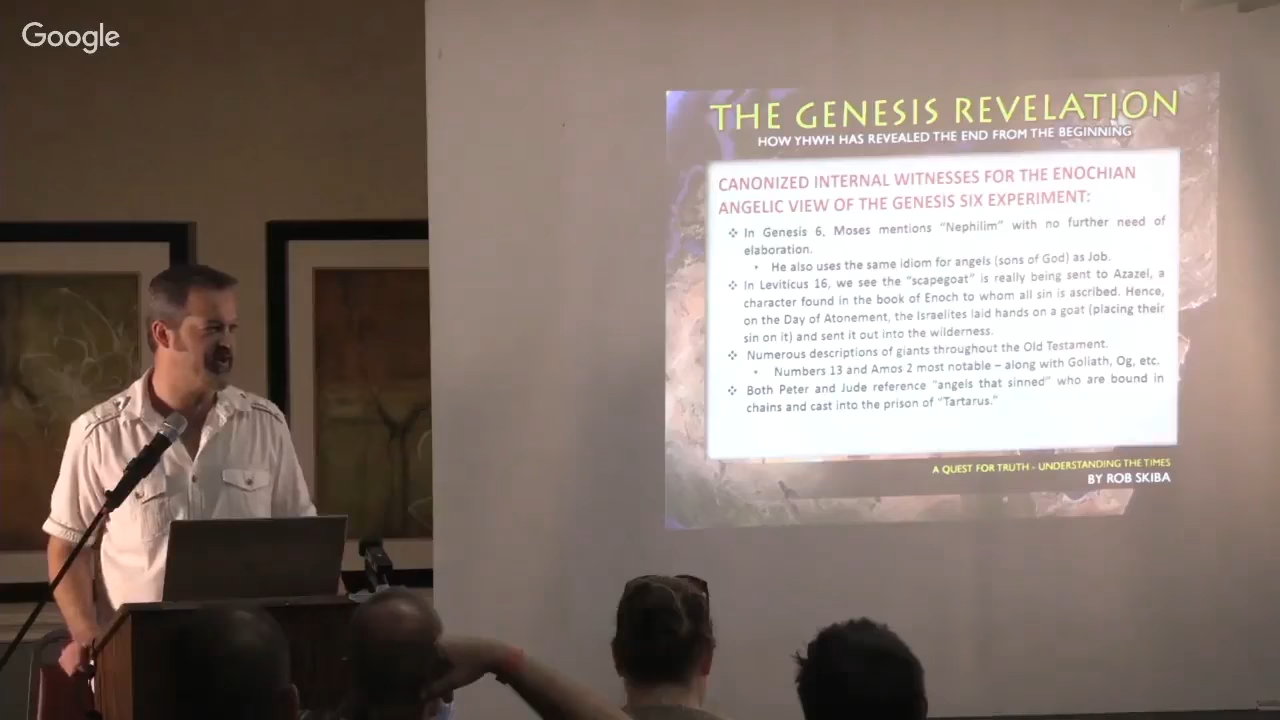 Google
THE GENESIS REVELATION
HOW YHWH HAS REVEALED THE END FROM THE BEGINNING
CANONIZED INTERNAL WITNESSES FOR THE ENOCHIAN
ANGELIC VIEW OF THE GENESIS SIX EXPERIMENT:
❖ In Genesis 6, Moses mentions “Nephilim” with no further need of
elaboration.
• He also uses the same idiom for angels (sons of God) as Job.
❖ In Leviticus 16, we see the “scapegoat” is really being sent to Azazel, a
character found in the book of Enoch to whom all sin is ascribed. Hence,
on the Day of Atonement, the Israelites laid hands on a goat (placing their
sin on it) and sent it out into the wilderness.
❖ Numerous descriptions of giants throughout the Old Testament.
• Numbers 13 and Amos 2 most notable – along with Goliath, Og, etc.
❖ Both Peter and Jude reference “angels that sinned” who are bound in
chains and cast into the prison of “Tartarus.”
A QUEST FOR TRUTH - UNDERSTANDING THE TIMES
BY ROB SKIBA